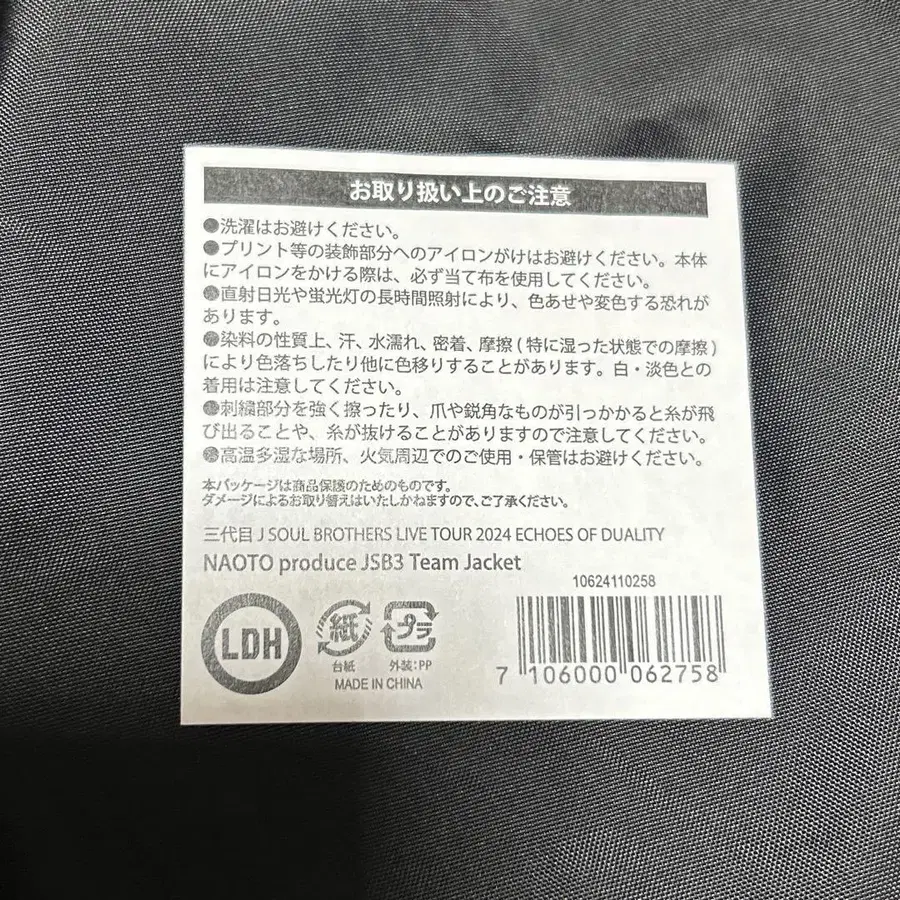 お取り扱い上のご注意
●洗濯はお避けください。
●プリント等の装飾部分へのアイロンがけはお避けください。本体
にアイロンをかける際は、必ず当て布を使用してください。
●直射日光や蛍光灯の長時間照射により、色あせや変色する恐れが
あります。
●染料の性質上、汗、水濡れ、密着、摩擦(特に湿った状態での摩擦)
により色落ちしたり他に色移りすることがあります。白・淡色との
着用は注意してください。
●刺繍部分を強く擦ったり、爪や鋭角なものが引っかかると糸が飛
び出ることや、糸が抜けることがありますので注意してください。
●高温多湿な場所、火気周辺でのご使用・保管はお避けください。
本パッケージは商品保護のためのものです。
ダメージによるお取り替えはいたしかねますので、ご了承ください。
三代目 J SOUL BROTHERS LIVE TOUR 2024 ECHOES OF DUALITY
NAOTO produce JSB3 Team Jacket
10624110258
LDH
紙
プラ
台紙
外装:PP
MADE IN CHINA
7 106000 062758